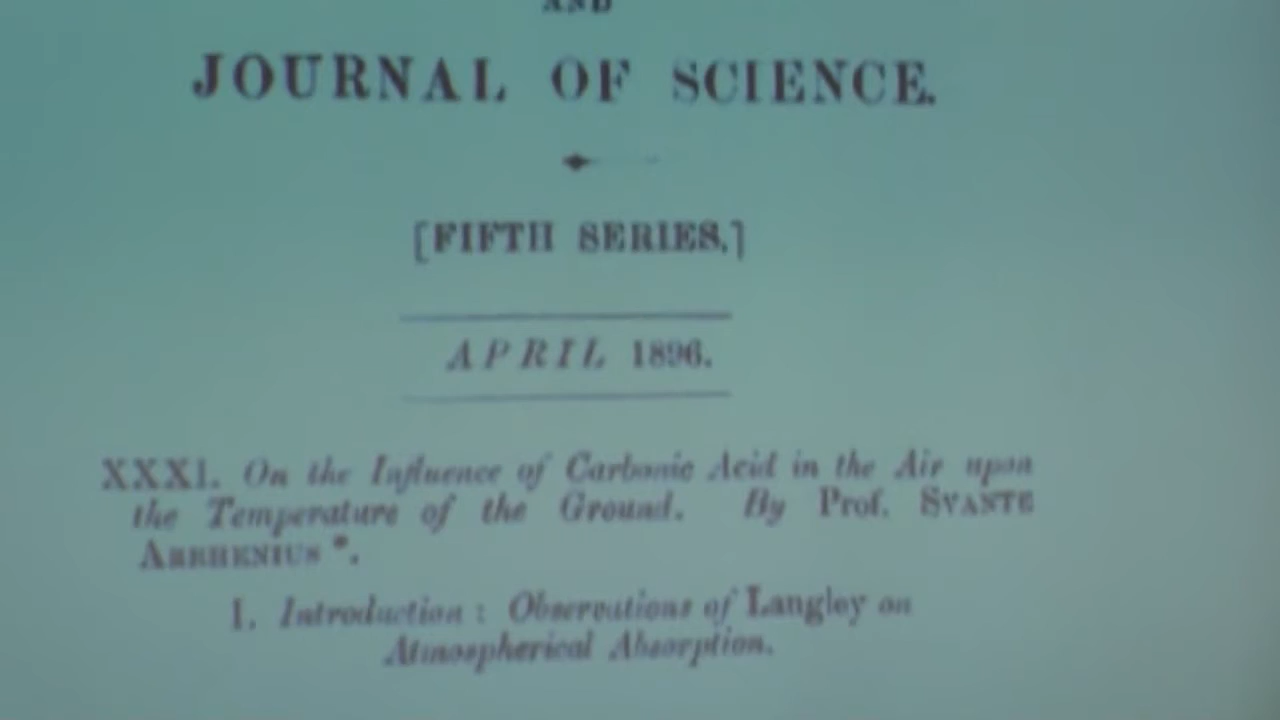 AND
JOURNAL OF SCIENCE.
[FIFTH SERIES.]
APRIL 1896.
XXXI. On the Influence of Carbonic Acid in the Air upon
the Temperature of the Ground. By Prof. SVANTE
ARRHENIUS *.
I. Introduction : Observations of Langley on
Atmospherical Absorption.